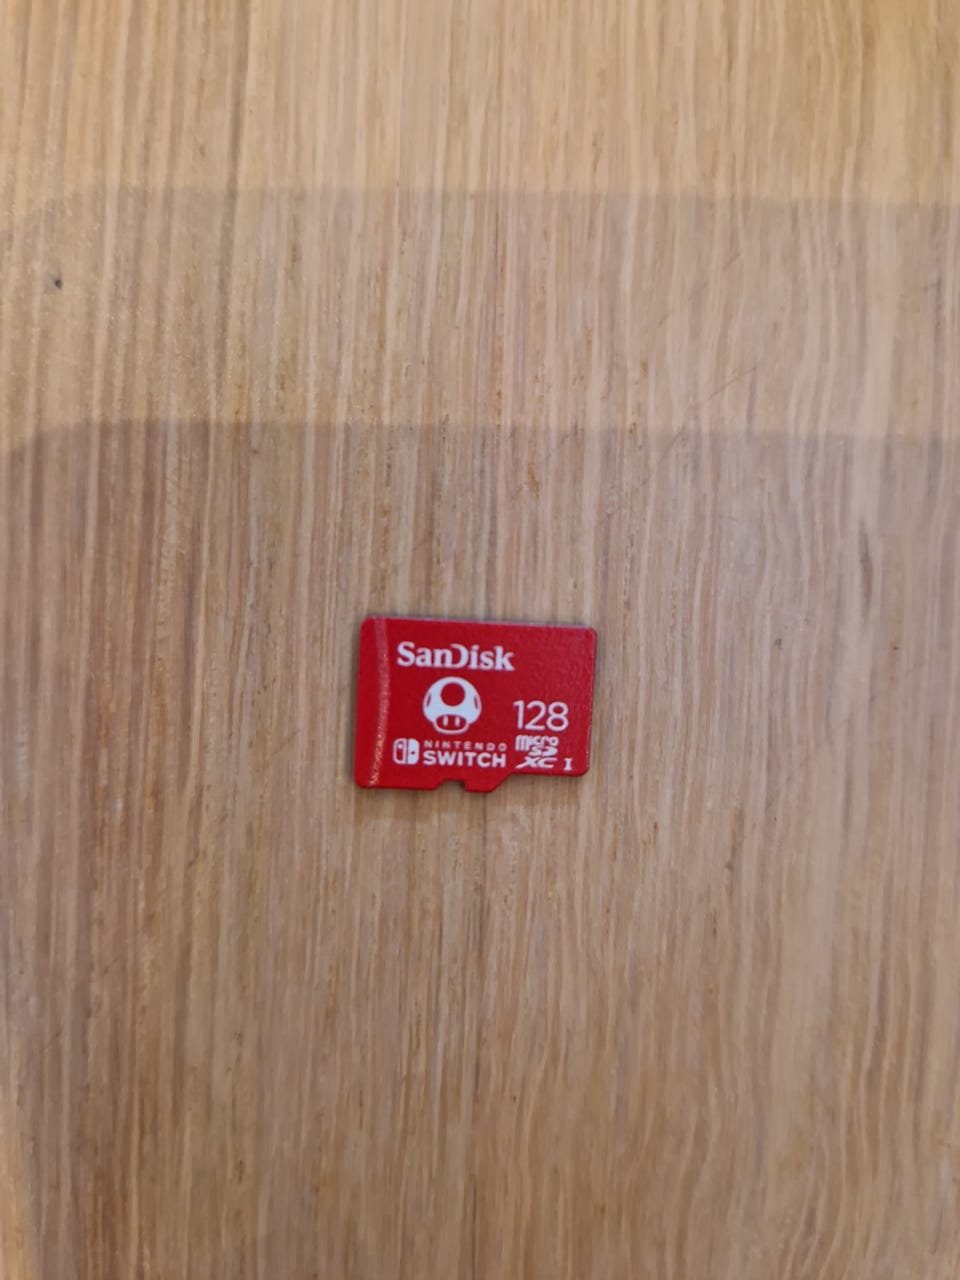 SanDisk
128
NINTENDO
SWITCH
micro
SD
XC I